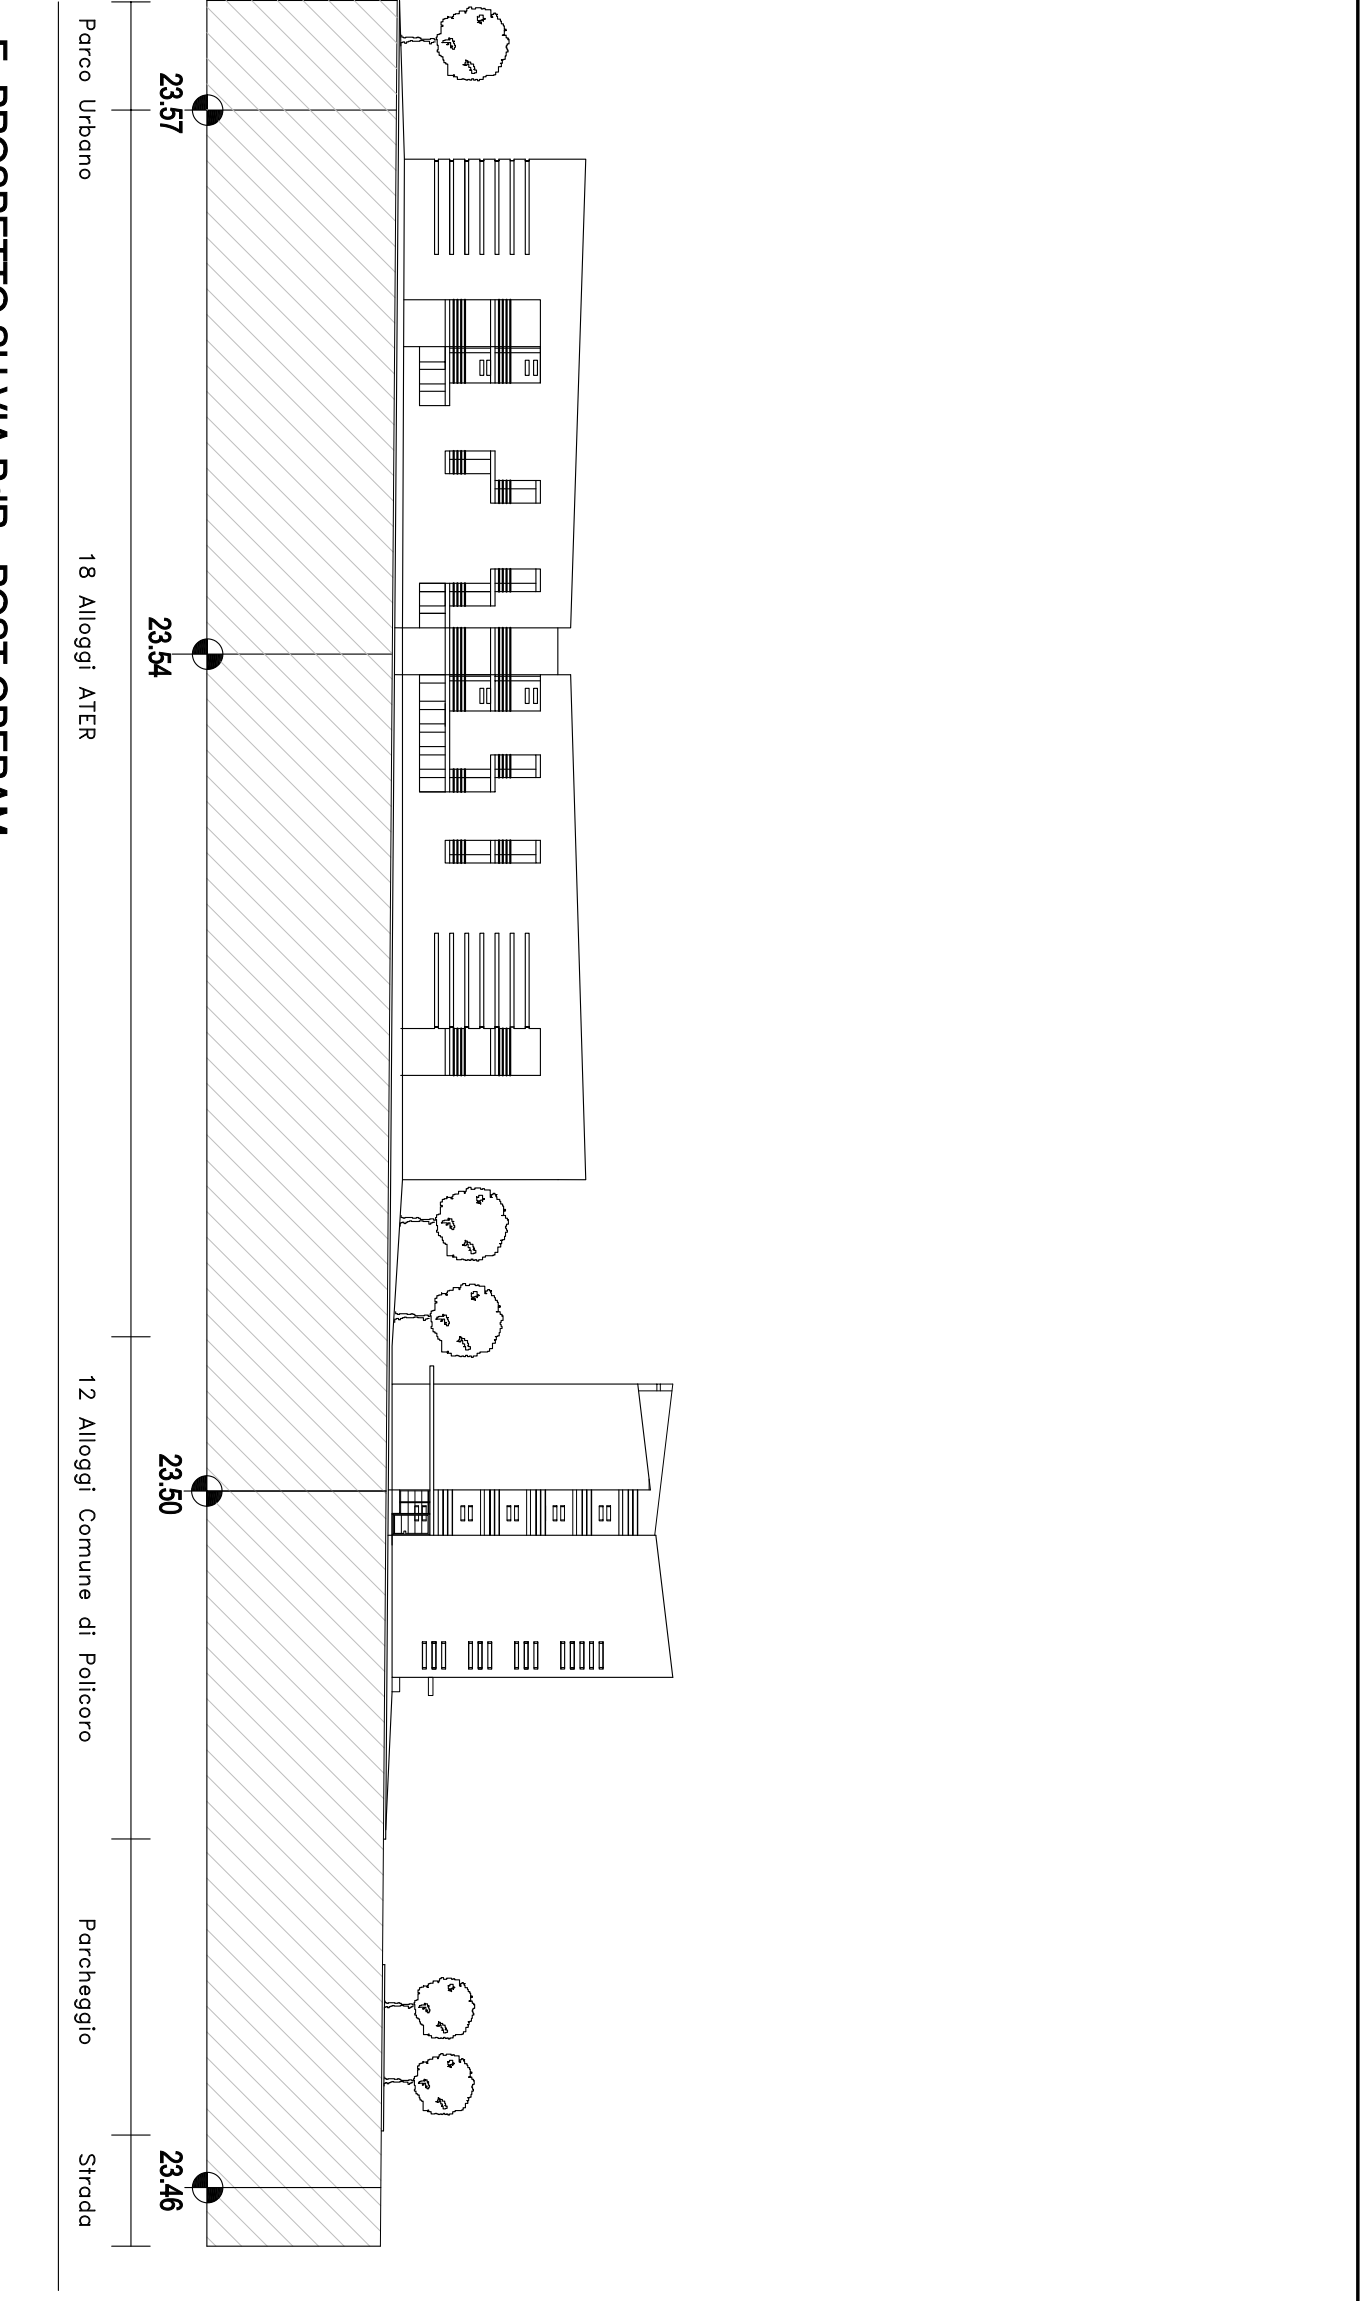 23.57
23.54
23.50
23.46
Parco Urbano
18 Alloggi ATER
12 Alloggi Comune di Policoro
Parcheggio
Strada